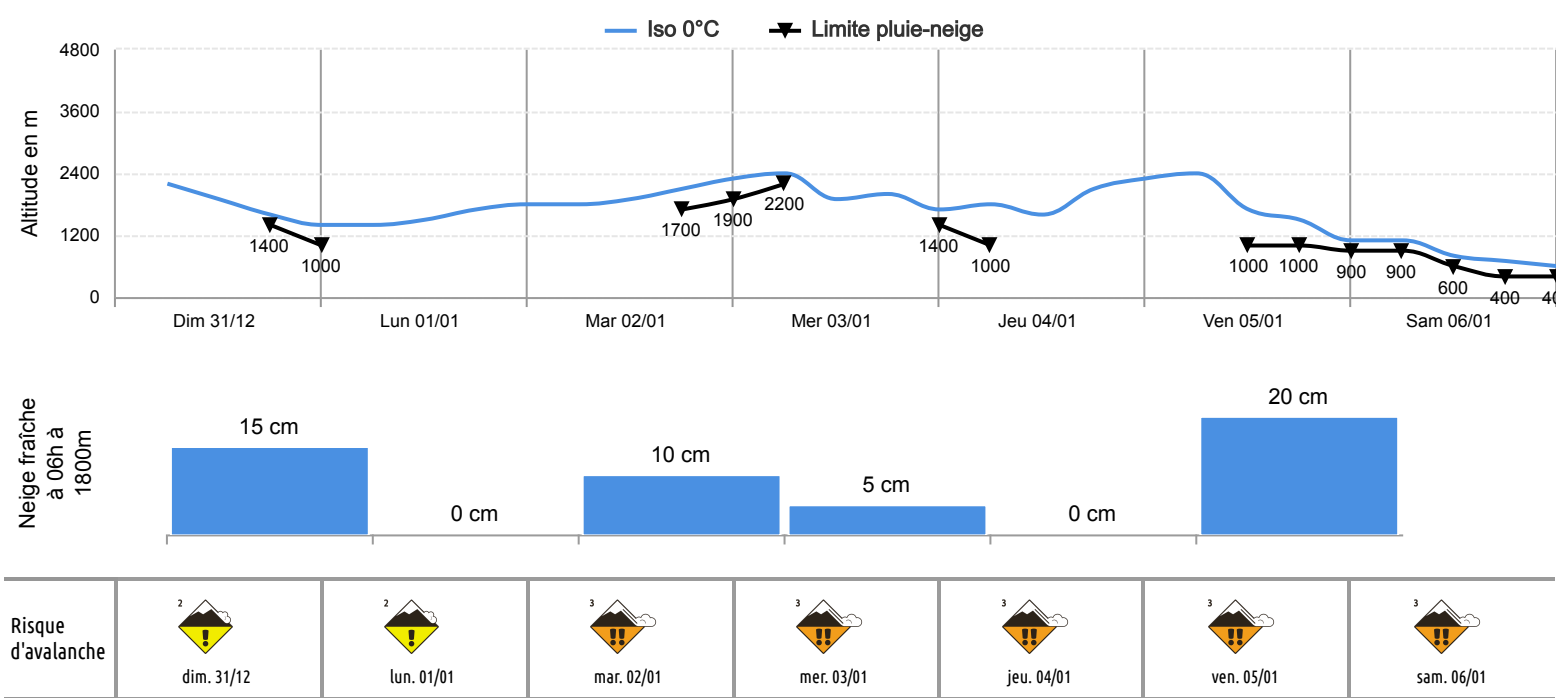 Iso 0°C Limite pluie-neige
Altitude en m
4800
3600
2400
1200
0
1400
1000
1700
1900
2200
1400
1000
1000
1000
900
900
600
400
40
Dim 31/12 Lun 01/01 Mar 02/01 Mer 03/01 Jeu 04/01 Ven 05/01 Sam 06/01
Neige fraîche
à 06h à
1800m
15 cm
0 cm
10 cm
5 cm
0 cm
20 cm
Risque
d'avalanche
2 2 3 3 3 3 3
! ! !! !! !! !! !!
dim. 31/12 lun. 01/01 mar. 02/01 mer. 03/01 jeu. 04/01 ven. 05/01 sam. 06/01